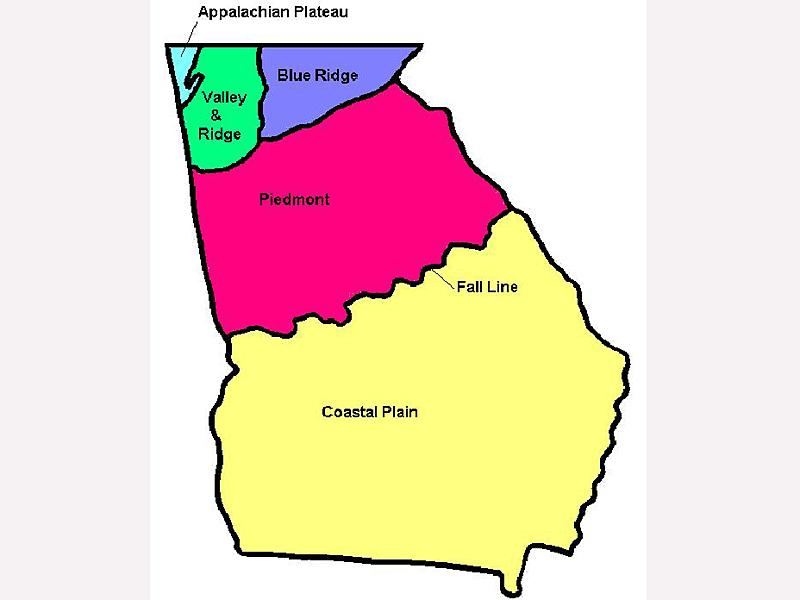 Appalachian Plateau
Blue Ridge
Valley
&
Ridge
Piedmont
Fall Line
Coastal Plain